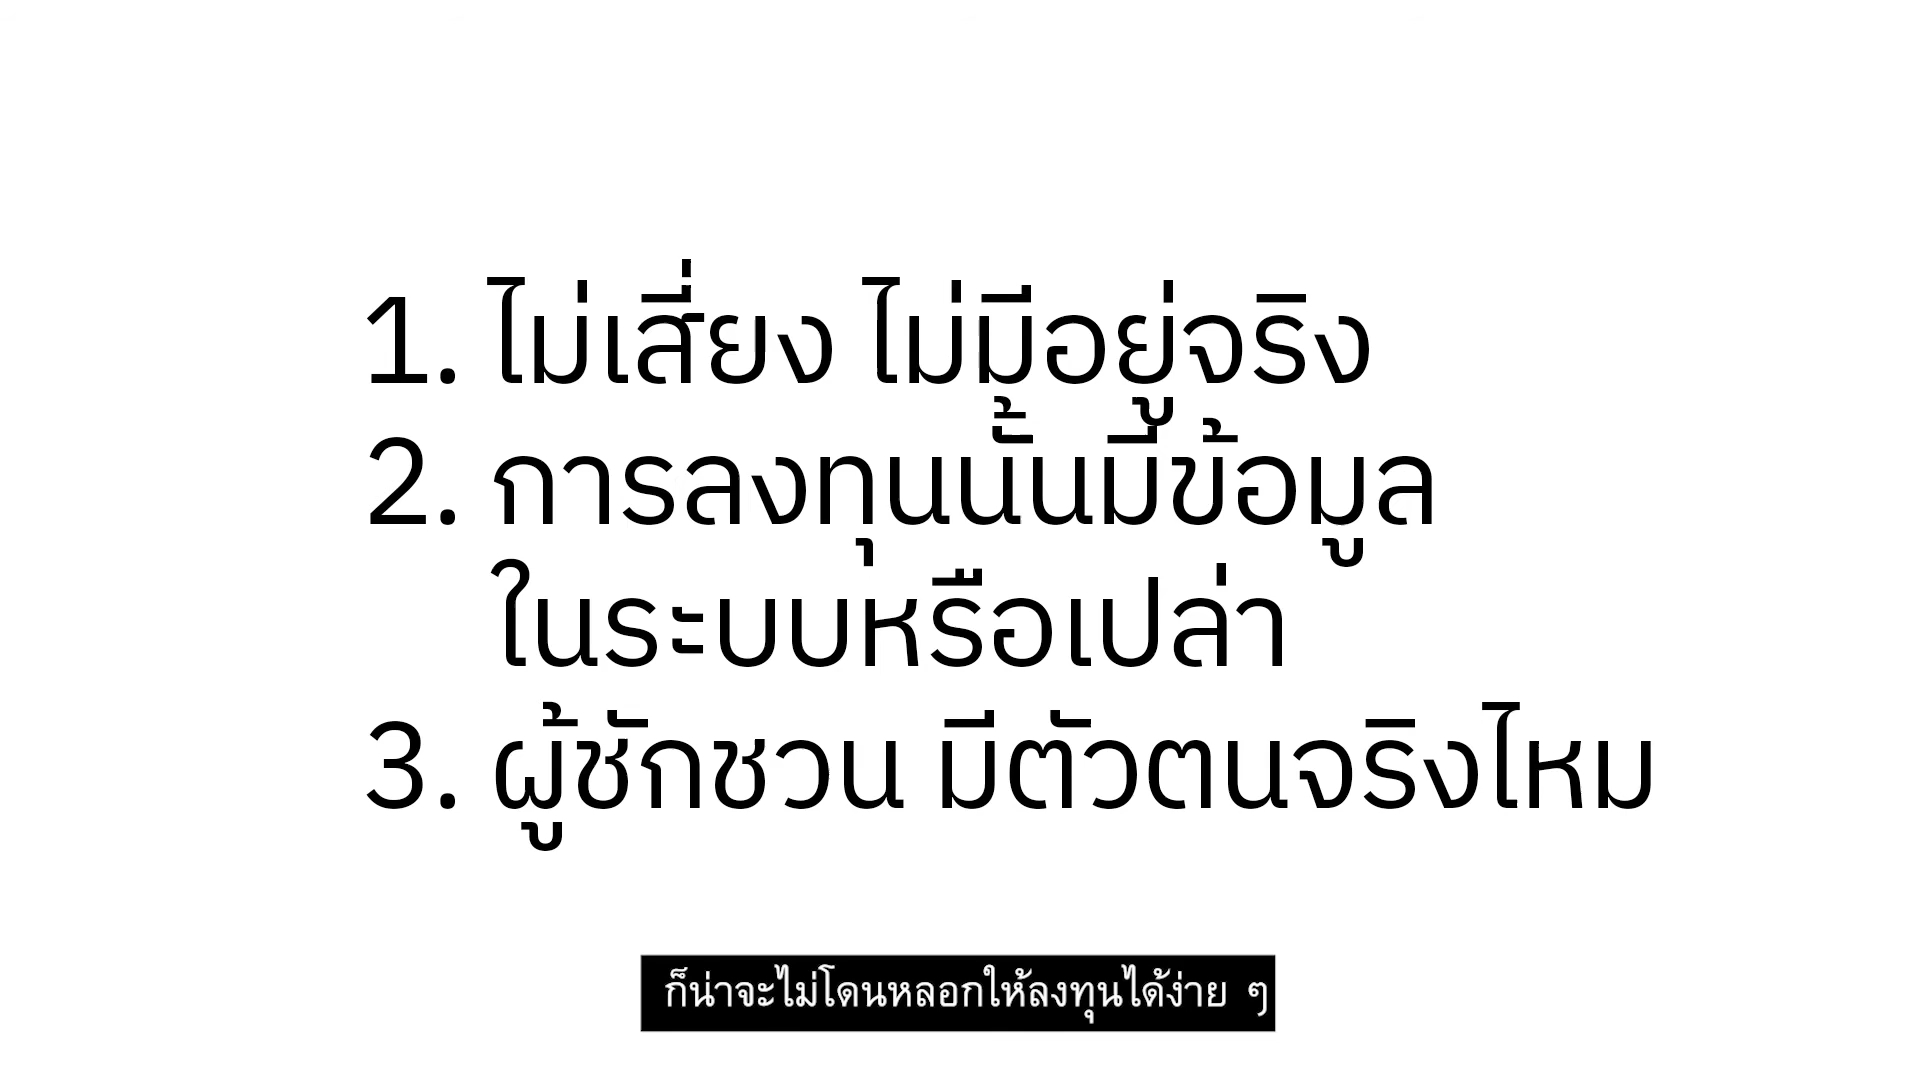 1. ไม่เสี่ยง ไม่มีอยู่จริง
2. การลงทุนนั้นมีข้อมูล
ในระบบหรือเปล่า
3. ผู้ชักชวน มีตัวตนจริงไหม
ก็น่าจะไม่โดนหลอกให้ลงทุนได้ง่าย ๆ